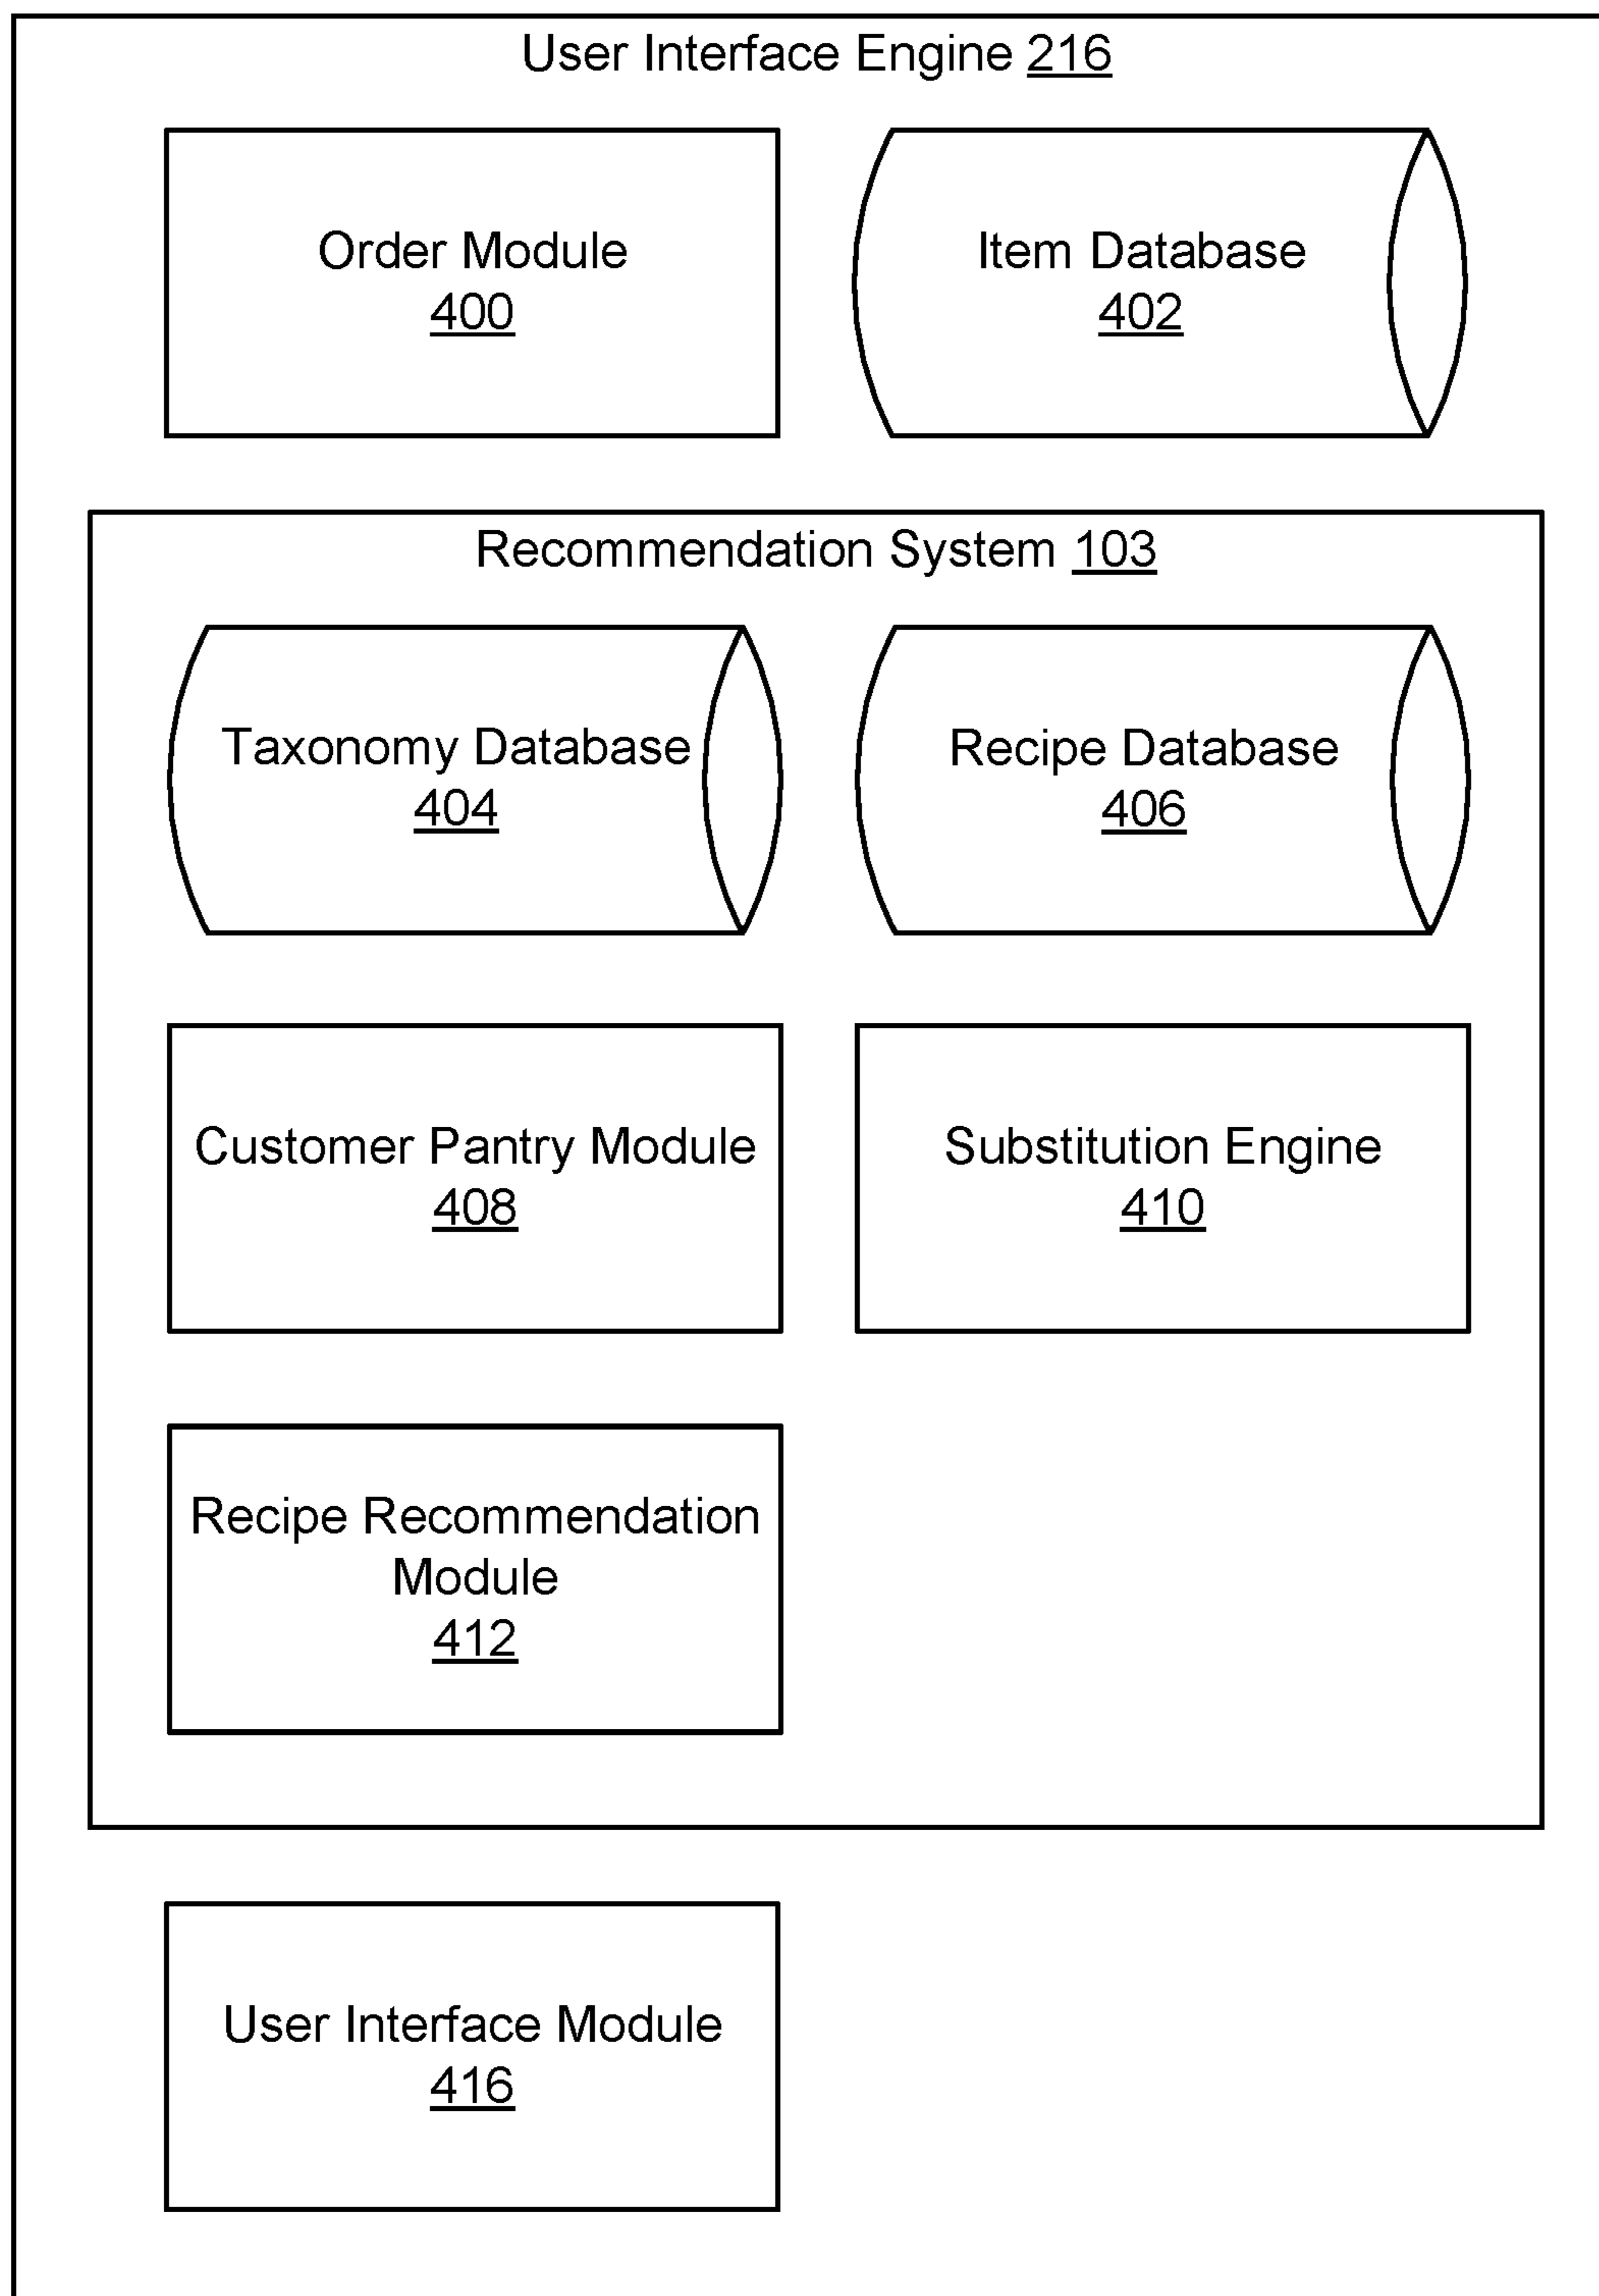 User Interface Engine 216
Order Module
400
Item Database
402
Recommendation System 103
Taxonomy Database
404
Recipe Database
406
Customer Pantry Module
408
Substitution Engine
410
Recipe Recommendation
Module
412
User Interface Module
416